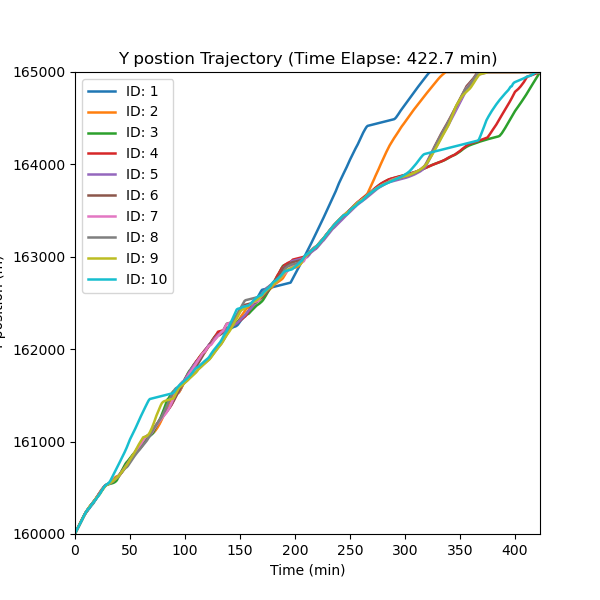 Y postion Trajectory (Time Elapse: 422.7 min)
165000
164000
163000
162000
161000
160000
ID: 1
ID: 2
ID: 3
ID: 4
ID: 5
ID: 6
ID: 7
ID: 8
ID: 9
ID: 10
0 50 100 150 200 250 300 350 400
Time (min)